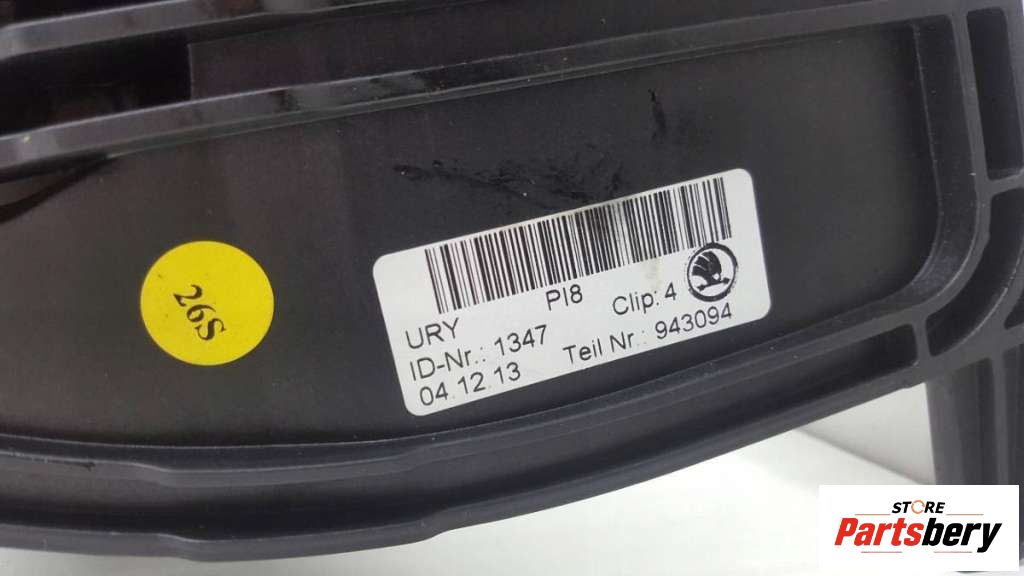 26S
PI8 Clip: 4
URY
ID-Nr.: 1347 Teil Nr.: 943094
04.12.13
STORE
Partsbery